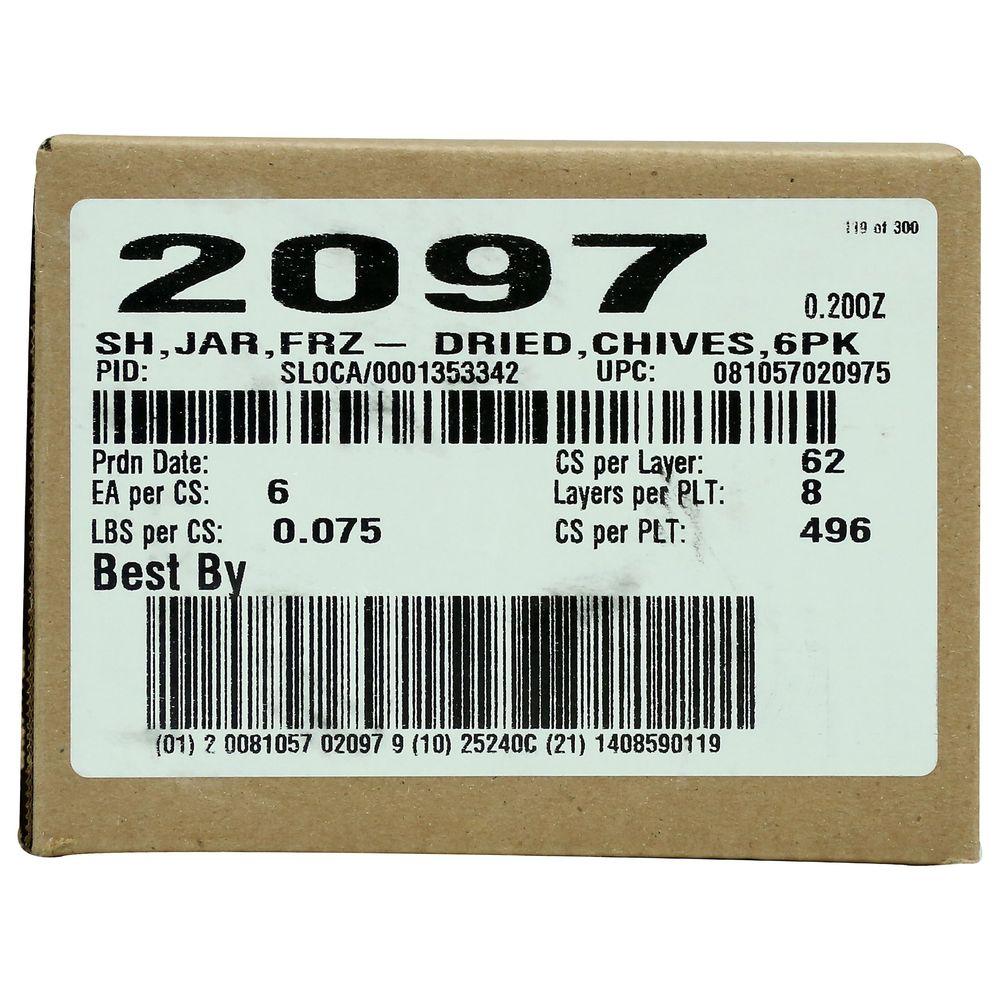 119 of 300
2097
0.20OZ
SH,JAR,FRZ- DRIED,CHIVES,6PK
PID: SLOCA/0001353342 UPC: 081057020975
Prdn Date: CS per Layer: 62
EA per CS: 6 Layers per PLT: 8
LBS per CS: 0.075 CS per PLT: 496
Best By
(01) 2 0081057 02097 9 (10) 25240C (21) 1408590119